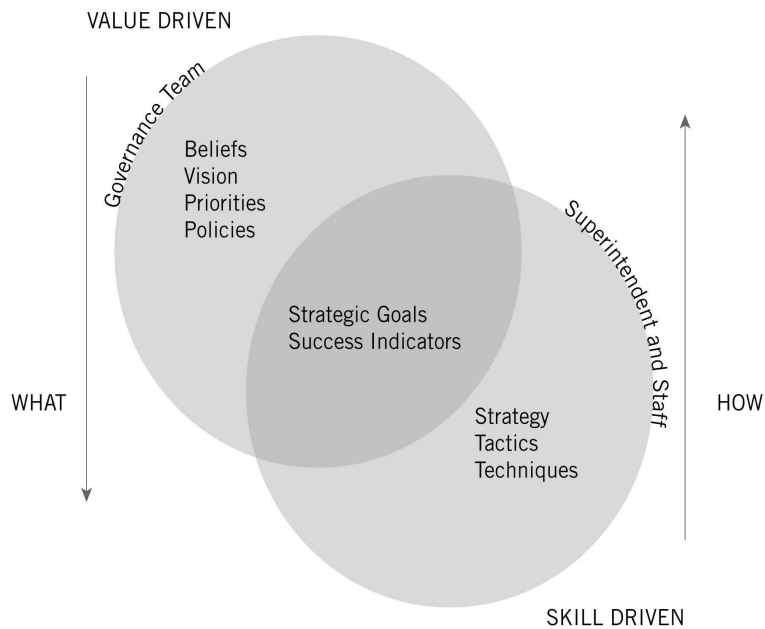 VALUE DRIVEN
Governance Team
Beliefs
Vision
Priorities
Policies
Superintendent and Staff
Strategic Goals
Success Indicators
WHAT
HOW
Strategy
Tactics
Techniques
SKILL DRIVEN